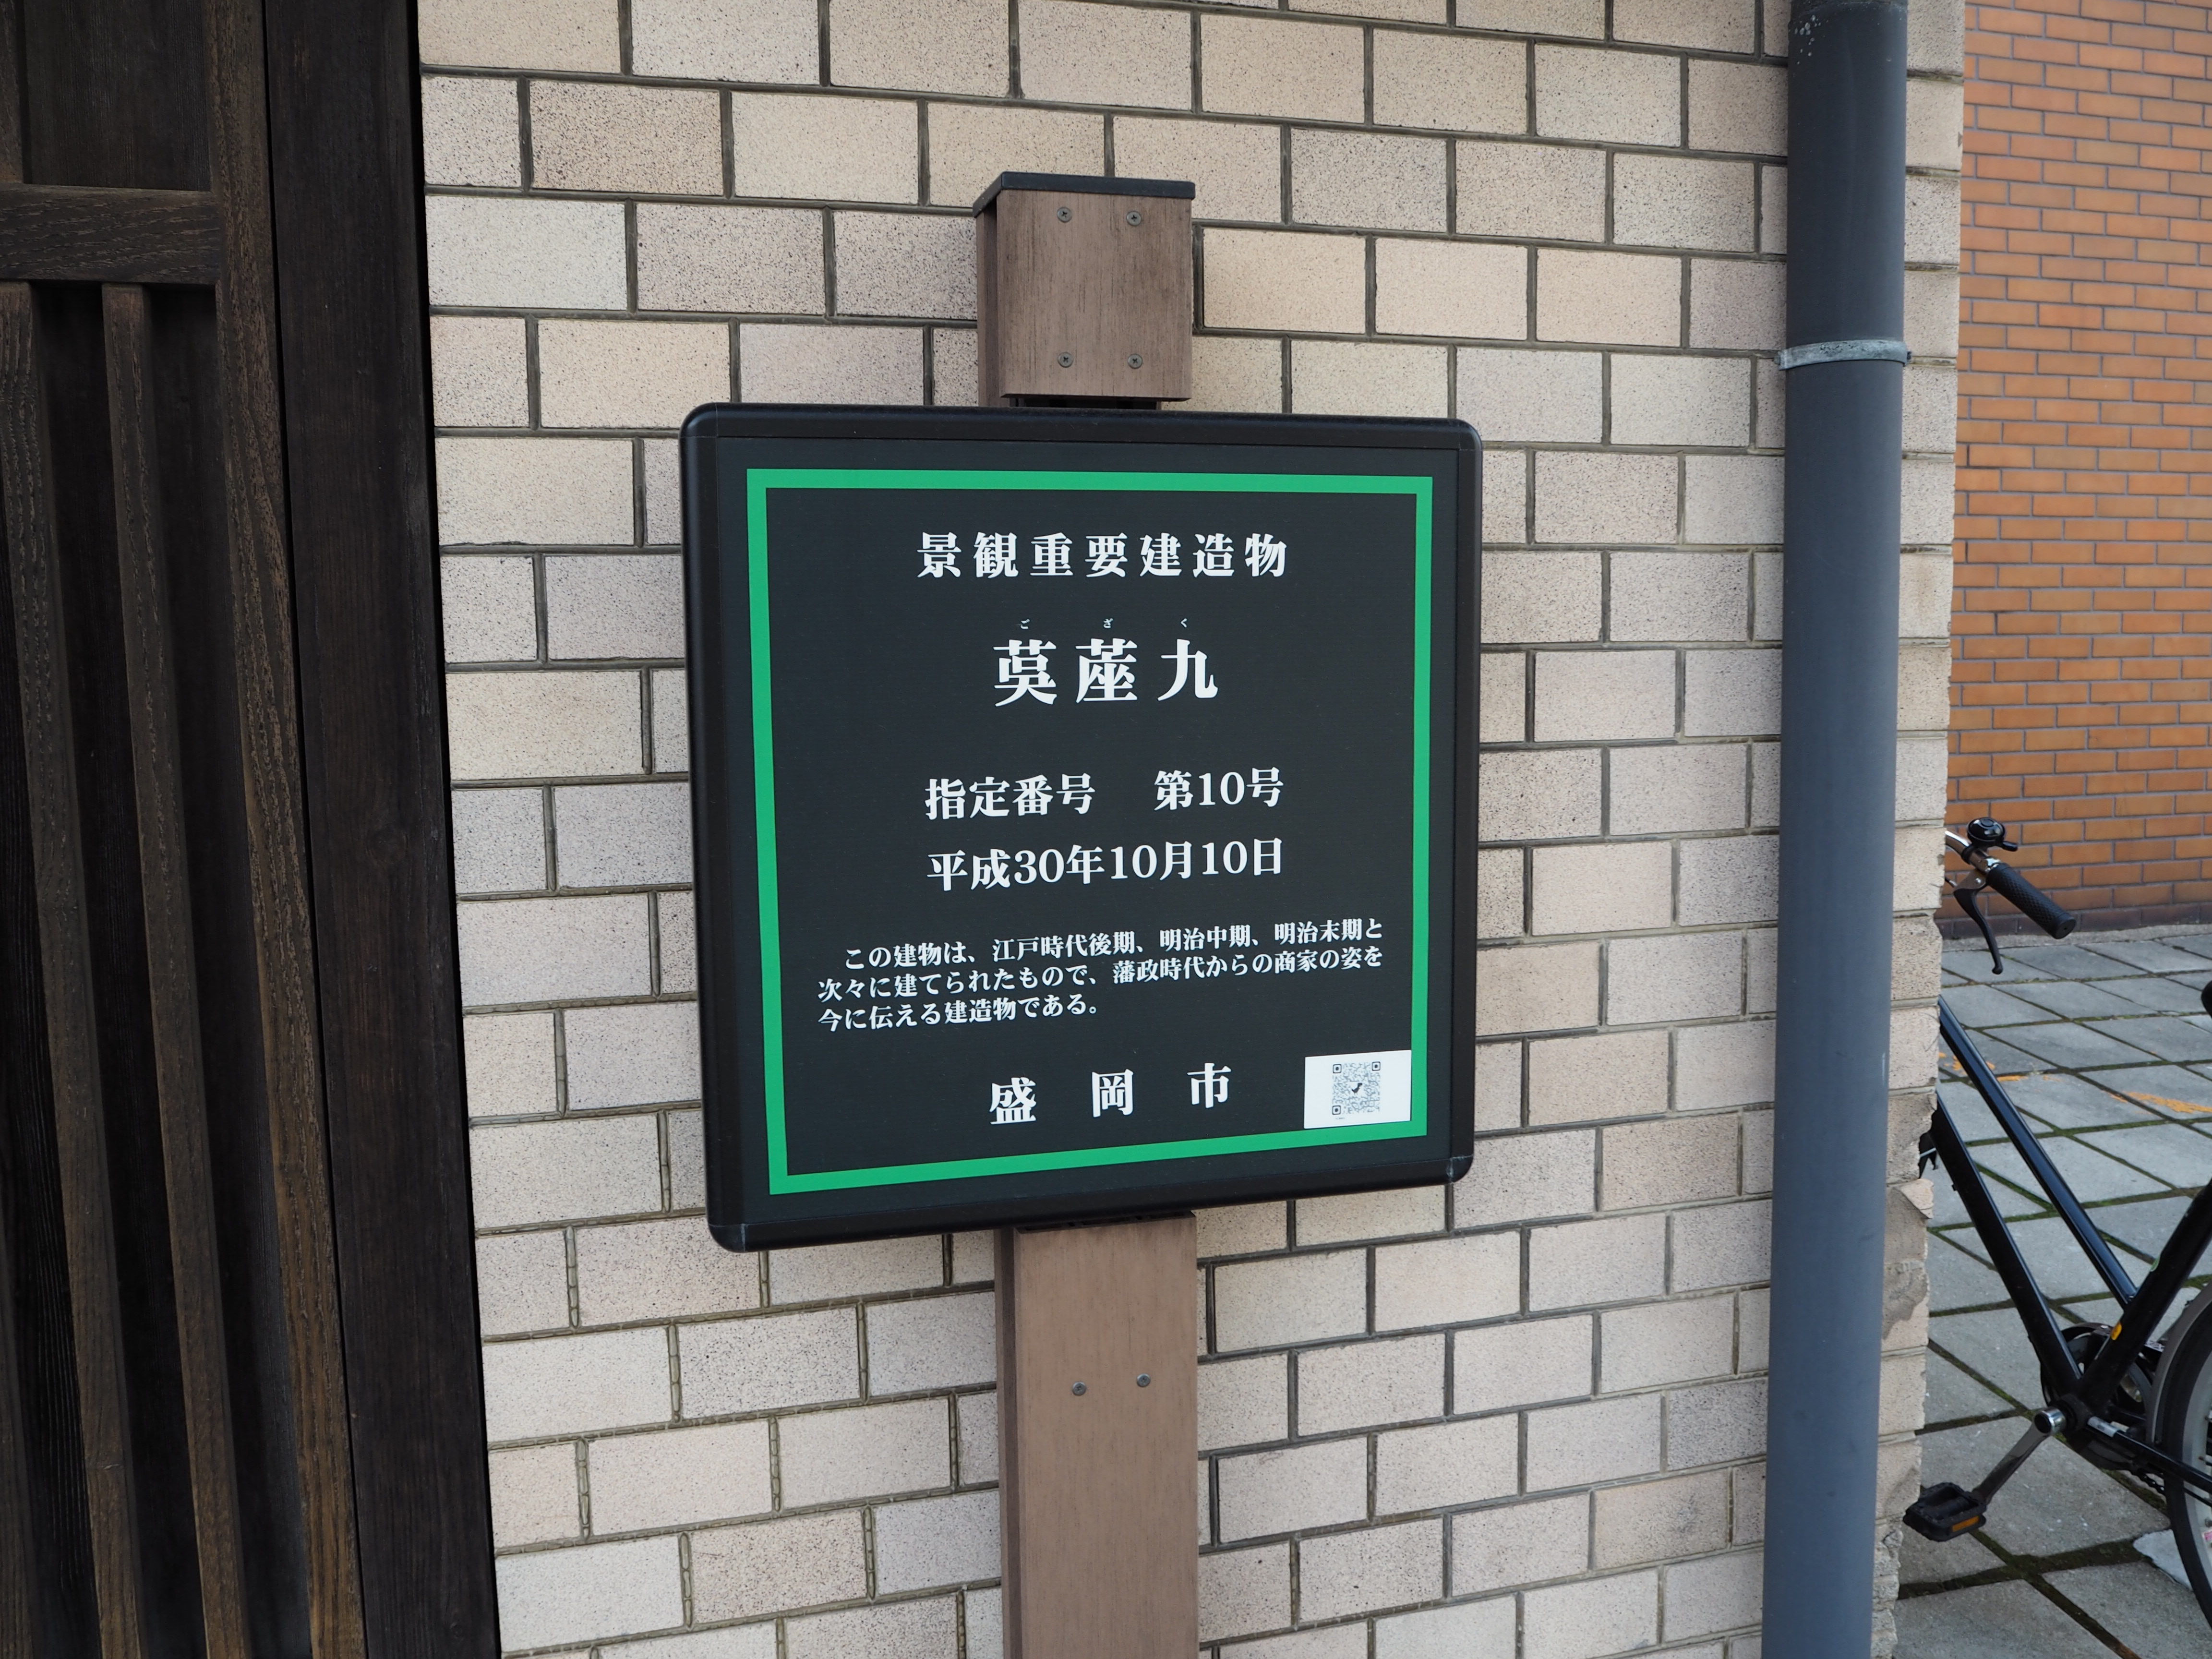 景観重要建造物
ござく
茣蓙九
指定番号　第10号
平成30年10月10日
この建物は、江戸時代後期、明治中期、明治末期と
次々に建てられたもので、藩政時代からの商家の姿を
今に伝える建造物である。
盛岡市